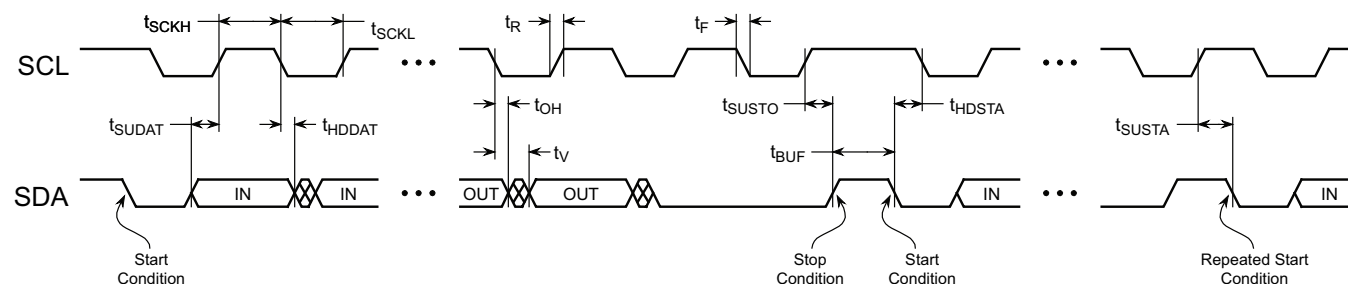 tSCKH
tSCKL
tR
tF
SCL
tSUDAT
tHDDAT
tOH
tV
tSUSTO
tHDSTA
tBUF
tSUSTA
SDA
IN
IN
OUT
OUT
IN
IN
Start
Condition
Stop
Condition
Start
Condition
Repeated Start
Condition